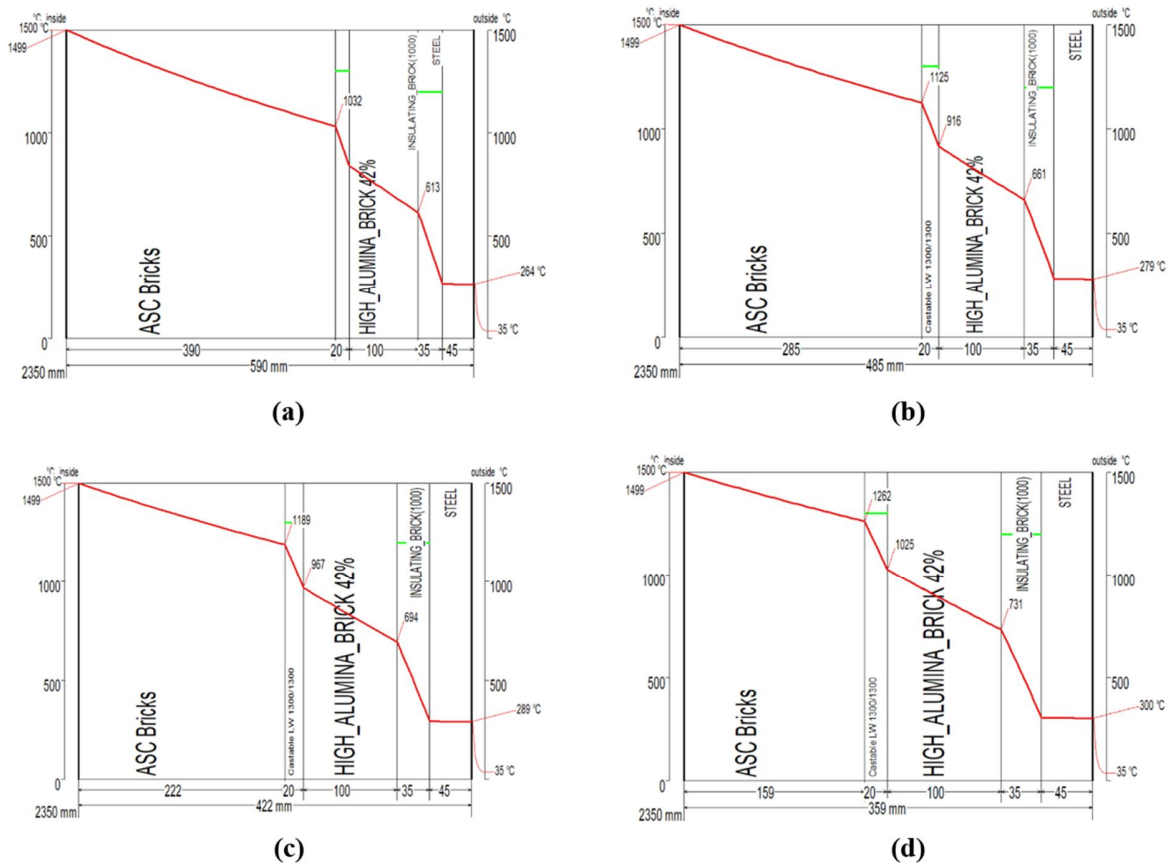 °C inside
outside °C
1500 °C
1500
1499
STEEL
INSULATING_BRICK(1000)
1032
1000
1000
613
HIGH_ALUMINA_BRICK 42%
500
500
264 °C
ASC Bricks
35 °C
0
0
390
20
100
35
45
590 mm
2350 mm
(a)
°C inside
outside °C
1500 °C
1500
1499
STEEL
INSULATING_BRICK(1000)
1125
1000
1000
916
661
HIGH_ALUMINA_BRICK 42%
500
500
279 °C
Castable LW 1300/1300
ASC Bricks
35 °C
0
0
285
20
100
35
45
485 mm
2350 mm
(b)
°C inside
outside °C
1500 °C
1500
1499
STEEL
INSULATING_BRICK(1000)
1189
1000
1000
967
694
HIGH_ALUMINA_BRICK 42%
500
500
289 °C
Castable LW 1300/1300
ASC Bricks
35 °C
0
0
222
20
100
35
45
422 mm
2350 mm
(c)
°C inside
outside °C
1500 °C
1500
1499
STEEL
INSULATING_BRICK(1000)
1262
1025
1000
1000
731
HIGH_ALUMINA_BRICK 42%
500
500
300 °C
Castable LW 1300/1300
ASC Bricks
35 °C
0
0
159
20
100
35
45
359 mm
2350 mm
(d)